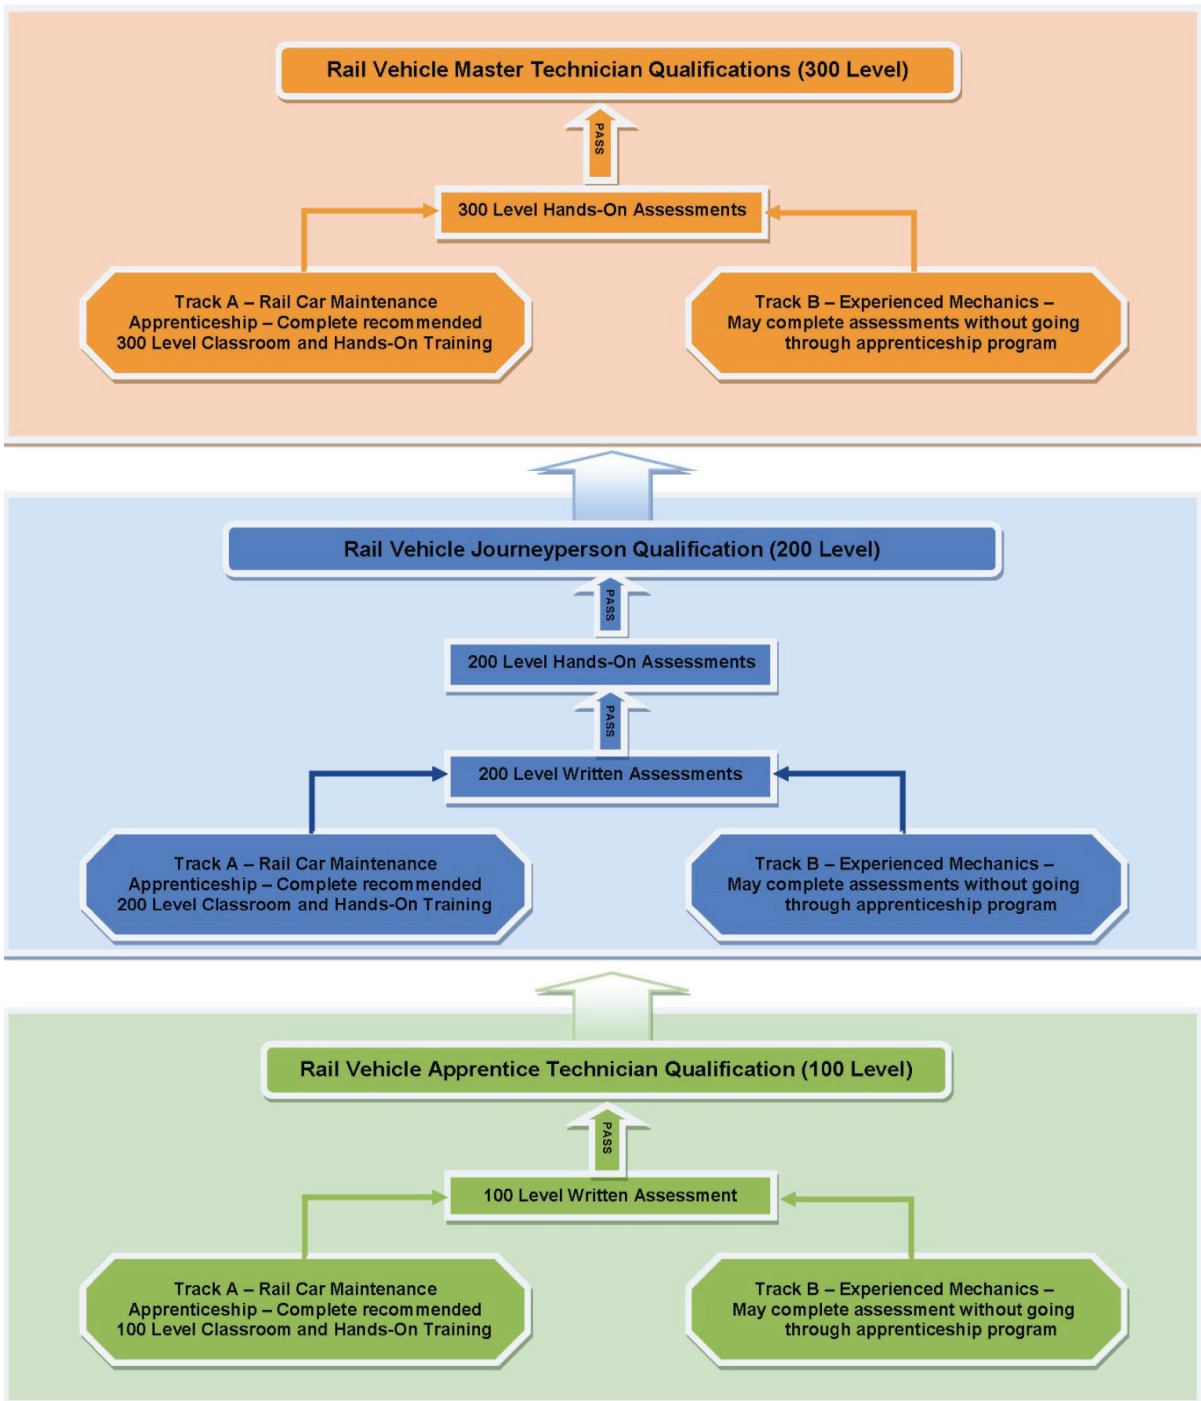 Rail Vehicle Master Technician Qualifications (300 Level)
PASS
300 Level Hands-On Assessments
Track A – Rail Car Maintenance
Apprenticeship – Complete recommended
300 Level Classroom and Hands-On Training
Track B – Experienced Mechanics –
May complete assessments without going
through apprenticeship program
Rail Vehicle Journeyperson Qualification (200 Level)
PASS
200 Level Hands-On Assessments
PASS
200 Level Written Assessments
Track A – Rail Car Maintenance
Apprenticeship – Complete recommended
200 Level Classroom and Hands-On Training
Track B – Experienced Mechanics –
May complete assessments without going
through apprenticeship program
Rail Vehicle Apprentice Technician Qualification (100 Level)
PASS
100 Level Written Assessment
Track A – Rail Car Maintenance
Apprenticeship – Complete recommended
100 Level Classroom and Hands-On Training
Track B – Experienced Mechanics –
May complete assessment without going
through apprenticeship program